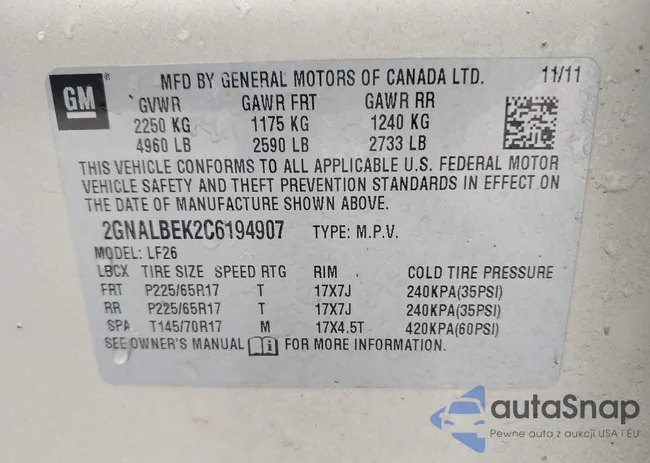 GM ® MFD BY GENERAL MOTORS OF CANADA LTD. 11/11
GVWR GAWR FRT GAWR RR
2250 KG 1175 KG 1240 KG
4960 LB 2590 LB 2733 LB
THIS VEHICLE CONFORMS TO ALL APPLICABLE U.S. FEDERAL MOTOR
VEHICLE SAFETY AND THEFT PREVENTION STANDARDS IN EFFECT ON
THE DATE OF MANUFACTURE SHOWN ABOVE.
2GNALBEK2C6194907 TYPE: M.P.V.
MODEL: LF26
LBCX TIRE SIZE SPEED RTG RIM COLD TIRE PRESSURE
FRT P225/65R17 T 17X7J 240KPA(35PSI)
RR P225/65R17 T 17X7J 240KPA(35PSI)
SPA T145/70R17 M 17X4.5T 420KPA(60PSI)
SEE OWNER'S MANUAL FOR MORE INFORMATION.
autaSnap
Pewne auta z aukcji USA i EU